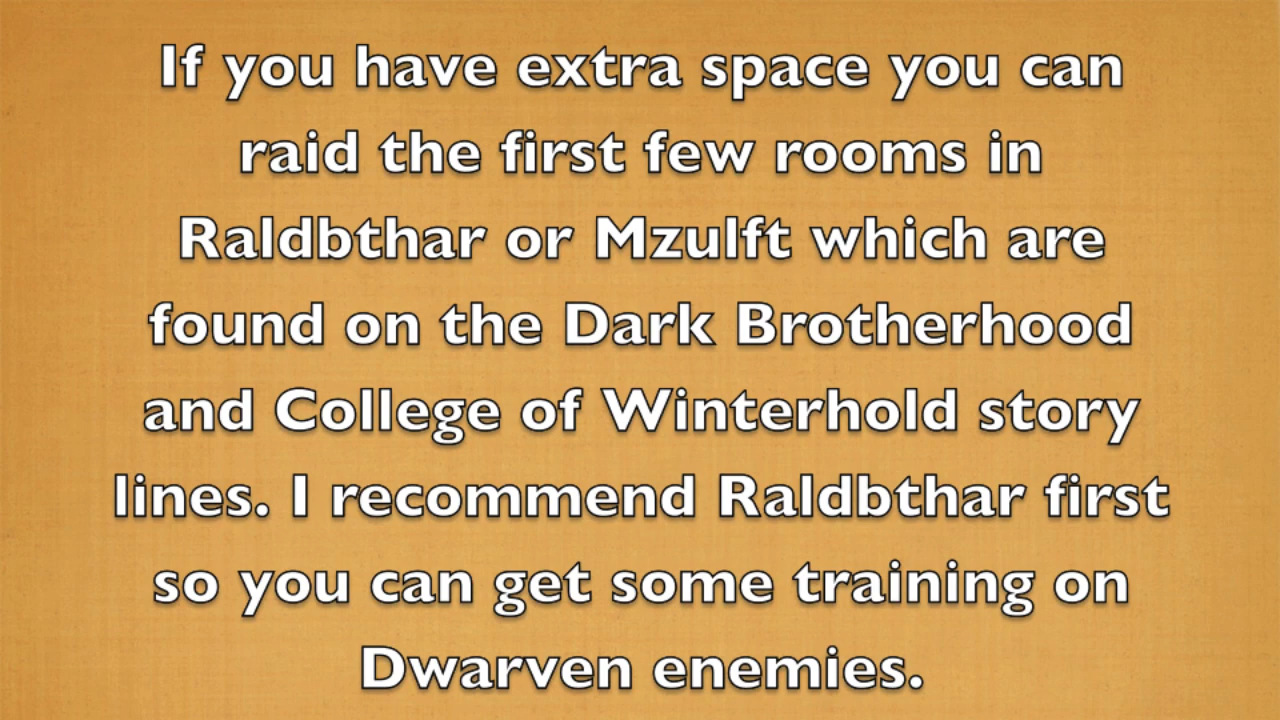 If you have extra space you can
raid the first few rooms in
Raldbthar or Mzulft which are
found on the Dark Brotherhood
and College of Winterhold story
lines. I recommend Raldbthar first
so you can get some training on
Dwarven enemies.